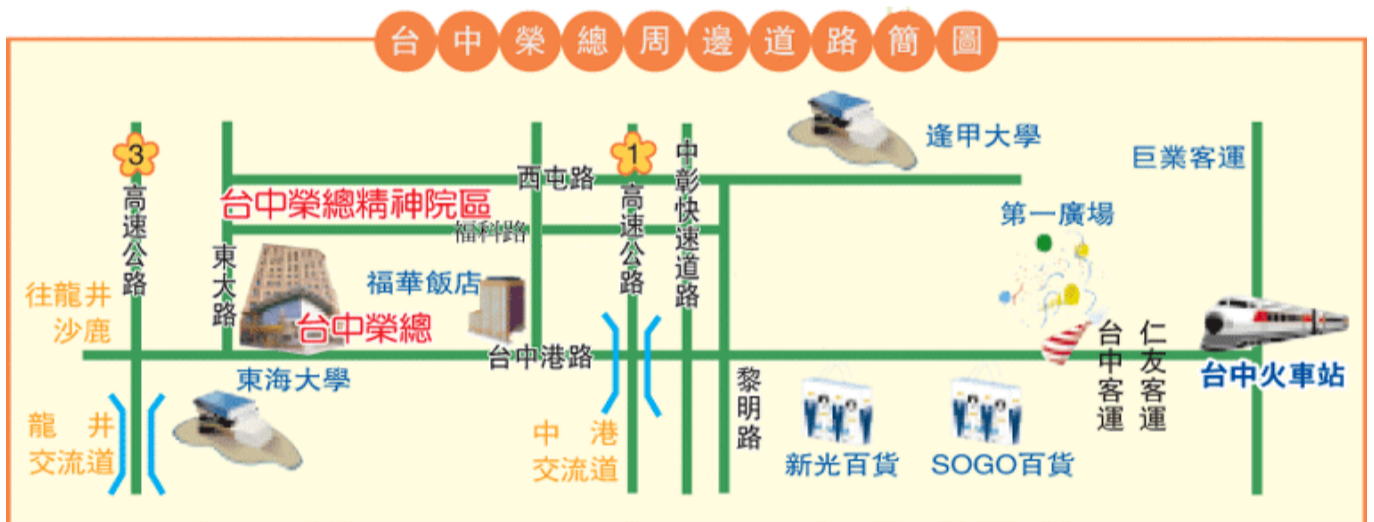 台中榮總周邊道路簡圖
3
高速公路
東大路
西屯路
1
高速公路
中彰快速道路
逢甲大學
巨業客運
台中榮總精神院區
福科路
第一廣場
往龍井
沙鹿
福華飯店
台中榮總
台中港路
台中客運
仁友客運
台中火車站
東海大學
黎明路
龍井
交流道
中港
交流道
新光百貨
SOGO百貨